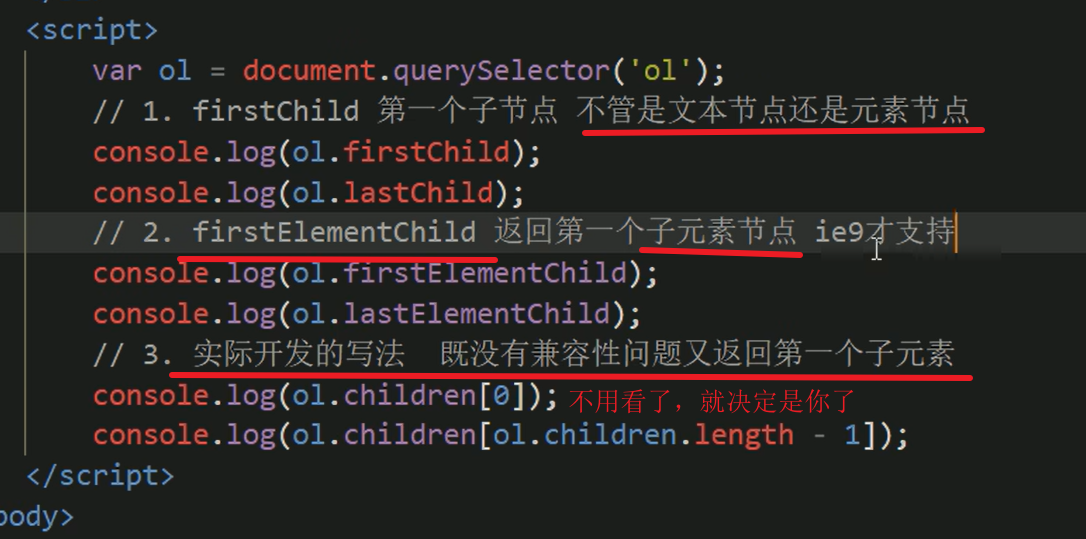 <script>
var ol = document.querySelector('ol');
// 1. firstChild 第一个子节点 不管是文本节点还是元素节点
console.log(ol.firstChild);
console.log(ol.lastChild);
// 2. firstElementChild 返回第一个子元素节点 ie9才支持
console.log(ol.firstElementChild);
console.log(ol.lastElementChild);
// 3. 实际开发的写法  既没有兼容性问题又返回第一个子元素
console.log(ol.children[0]); 不用看了，就决定是你了
console.log(ol.children[ol.children.length - 1]);
</script>
body>